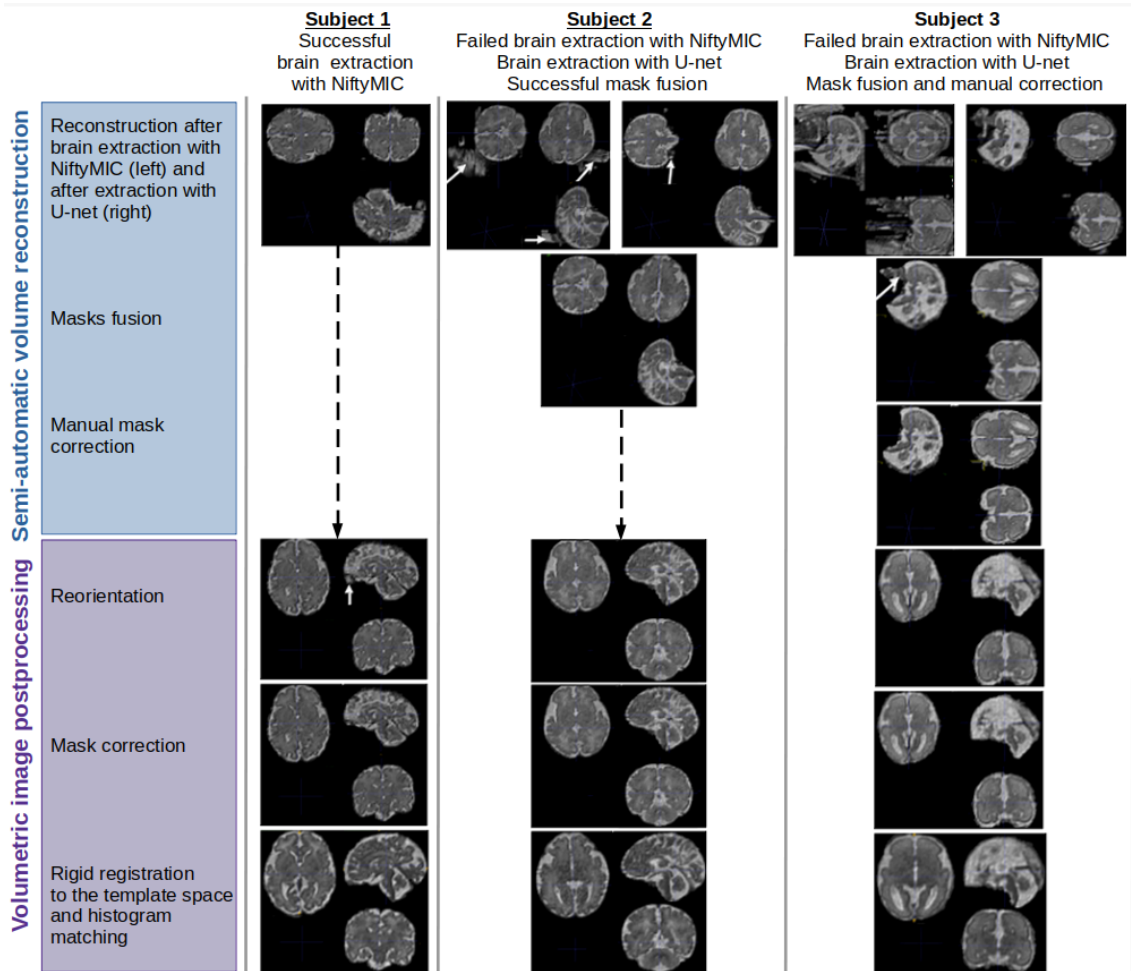 Subject 1
Successful
brain extraction
with NiftyMIC
Subject 2
Failed brain extraction with NiftyMIC
Brain extraction with U-net
Successful mask fusion
Subject 3
Failed brain extraction with NiftyMIC
Brain extraction with U-net
Mask fusion and manual correction
Semi-automatic volume reconstruction
Reconstruction after
brain extraction with
NiftyMIC (left) and
after extraction with
U-net (right)
Masks fusion
Manual mask
correction
Volumetric image postprocessing
Reorientation
Mask correction
Rigid registration
to the template space
and histogram
matching